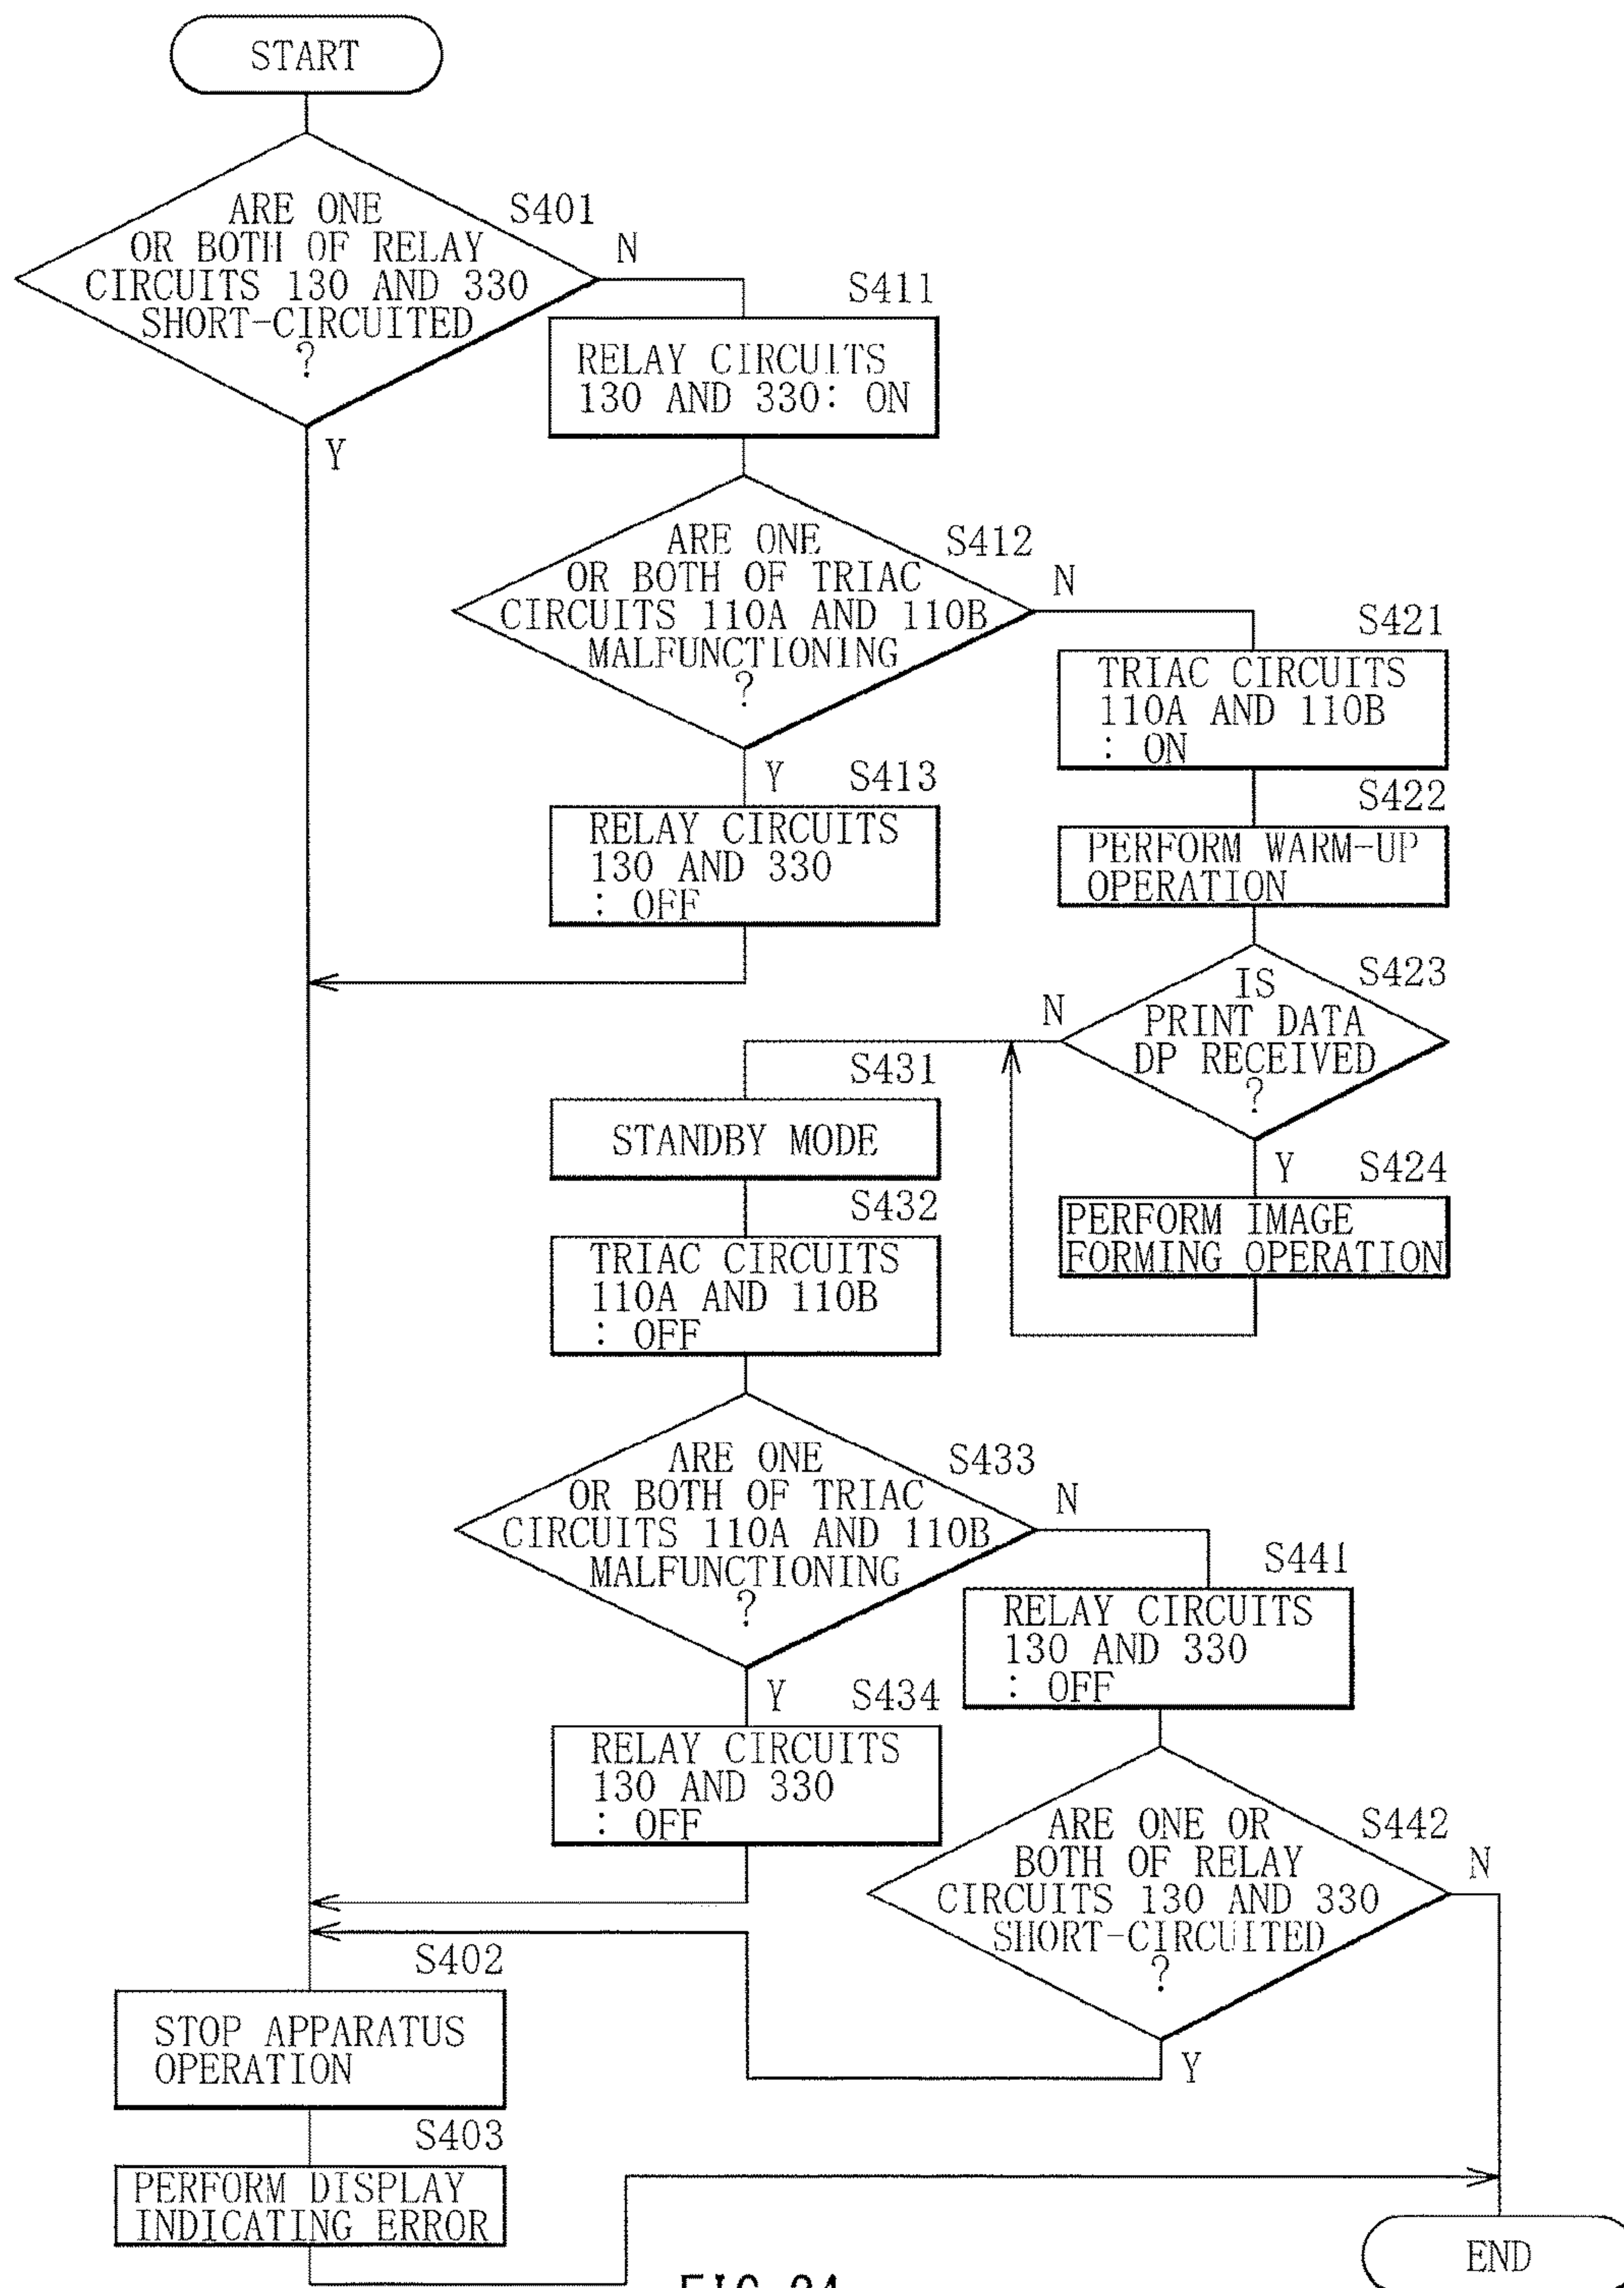 START
ARE ONE
OR BOTH OF RELAY
CIRCUITS 130 AND 330
SHORT-CIRCUITED
?
S401
N
Y
S411
RELAY CIRCUITS
130 AND 330: ON
ARE ONE
OR BOTH OF TRIAC
CIRCUITS 110A AND 110B
MALFUNCTIONING
?
S412
N
Y
S413
RELAY CIRCUITS
130 AND 330
: OFF
S421
TRIAC CIRCUITS
110A AND 110B
: ON
S422
PERFORM WARM-UP
OPERATION
S423
IS
PRINT DATA
DP RECEIVED
?
N
Y
S424
PERFORM IMAGE
FORMING OPERATION
S431
STANDBY MODE
S432
TRIAC CIRCUITS
110A AND 110B
: OFF
ARE ONE
OR BOTH OF TRIAC
CIRCUITS 110A AND 110B
MALFUNCTIONING
?
S433
N
Y
S434
RELAY CIRCUITS
130 AND 330
: OFF
S441
RELAY CIRCUITS
130 AND 330
: OFF
S442
ARE ONE OR
BOTH OF RELAY
CIRCUITS 130 AND 330
SHORT-CIRCUITED
?
N
Y
S402
STOP APPARATUS
OPERATION
S403
PERFORM DISPLAY
INDICATING ERROR
END